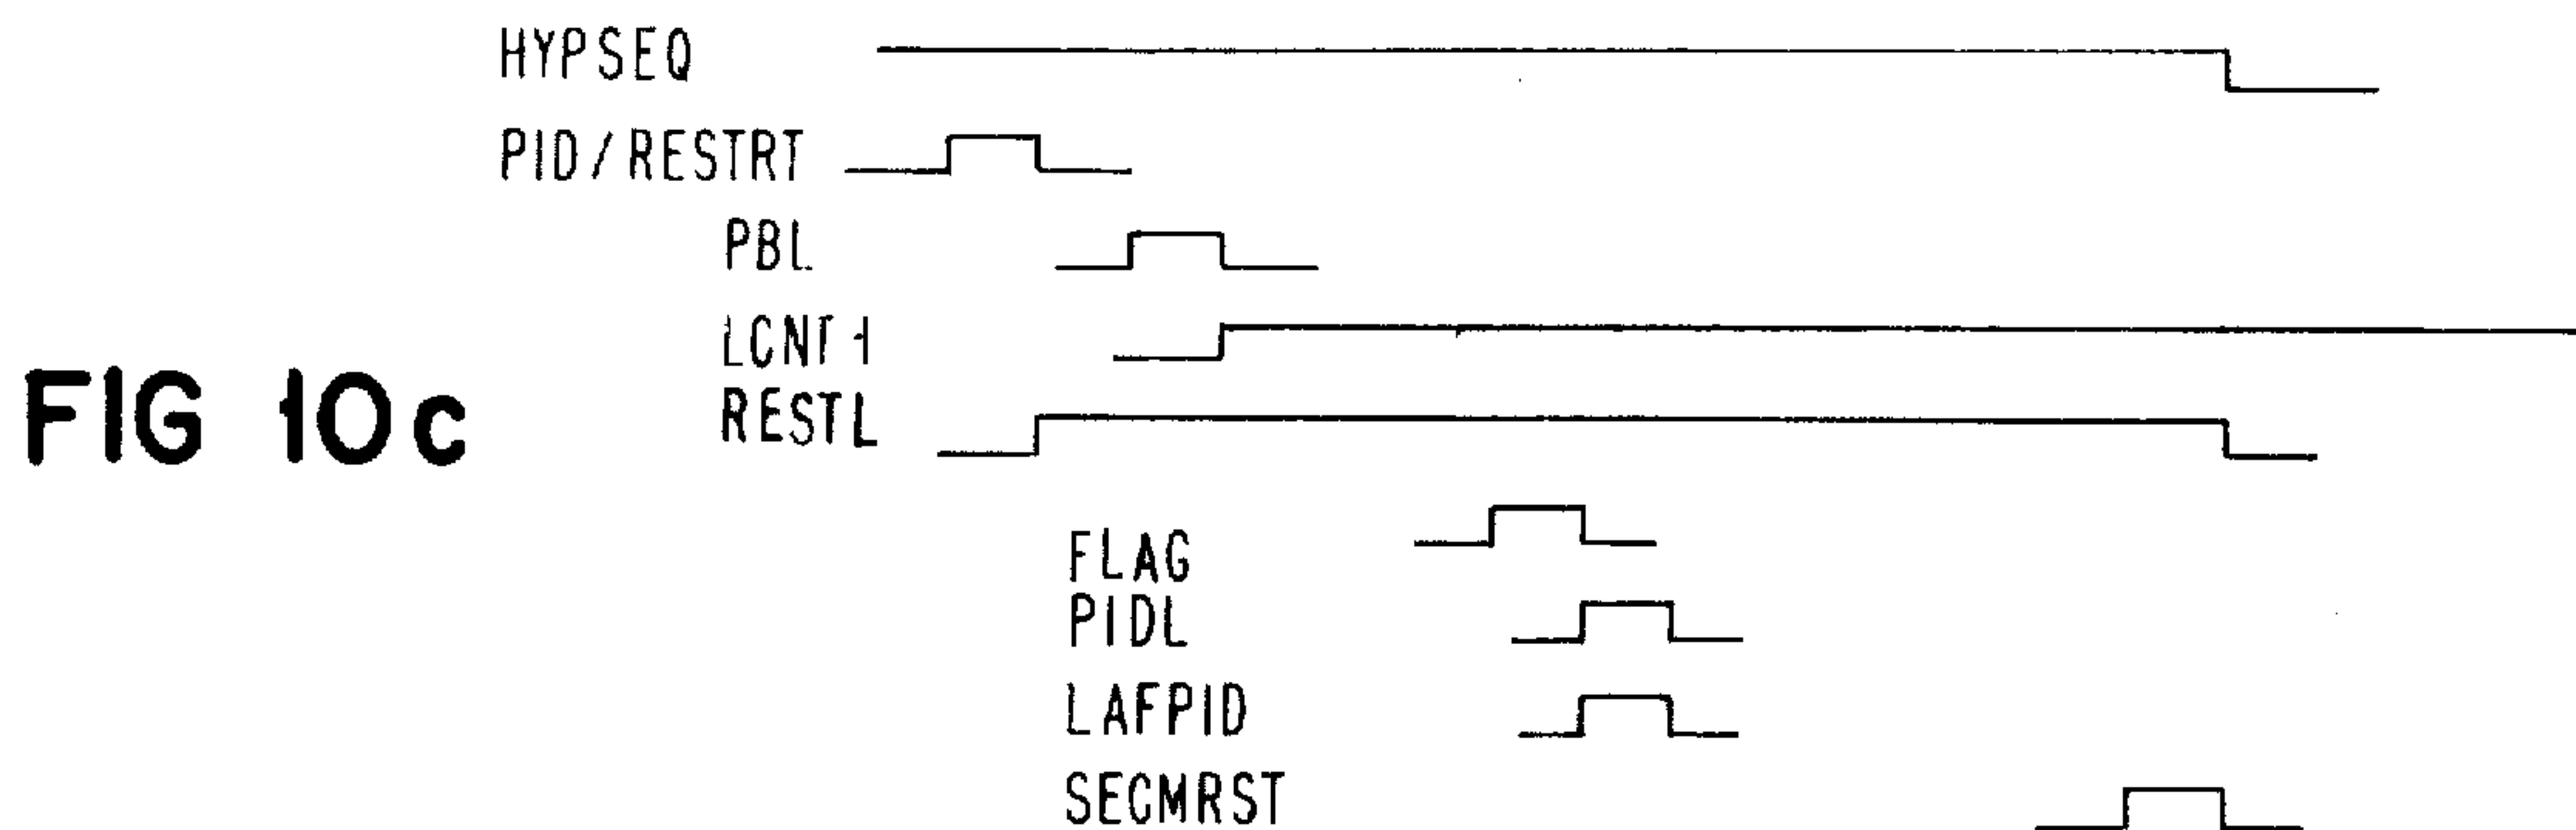 HYPSEQ
PID/RESTRT
PBL
LCNT1
RESTL
FIG 10c
FLAG
PIDL
LAFPID
SECMRST